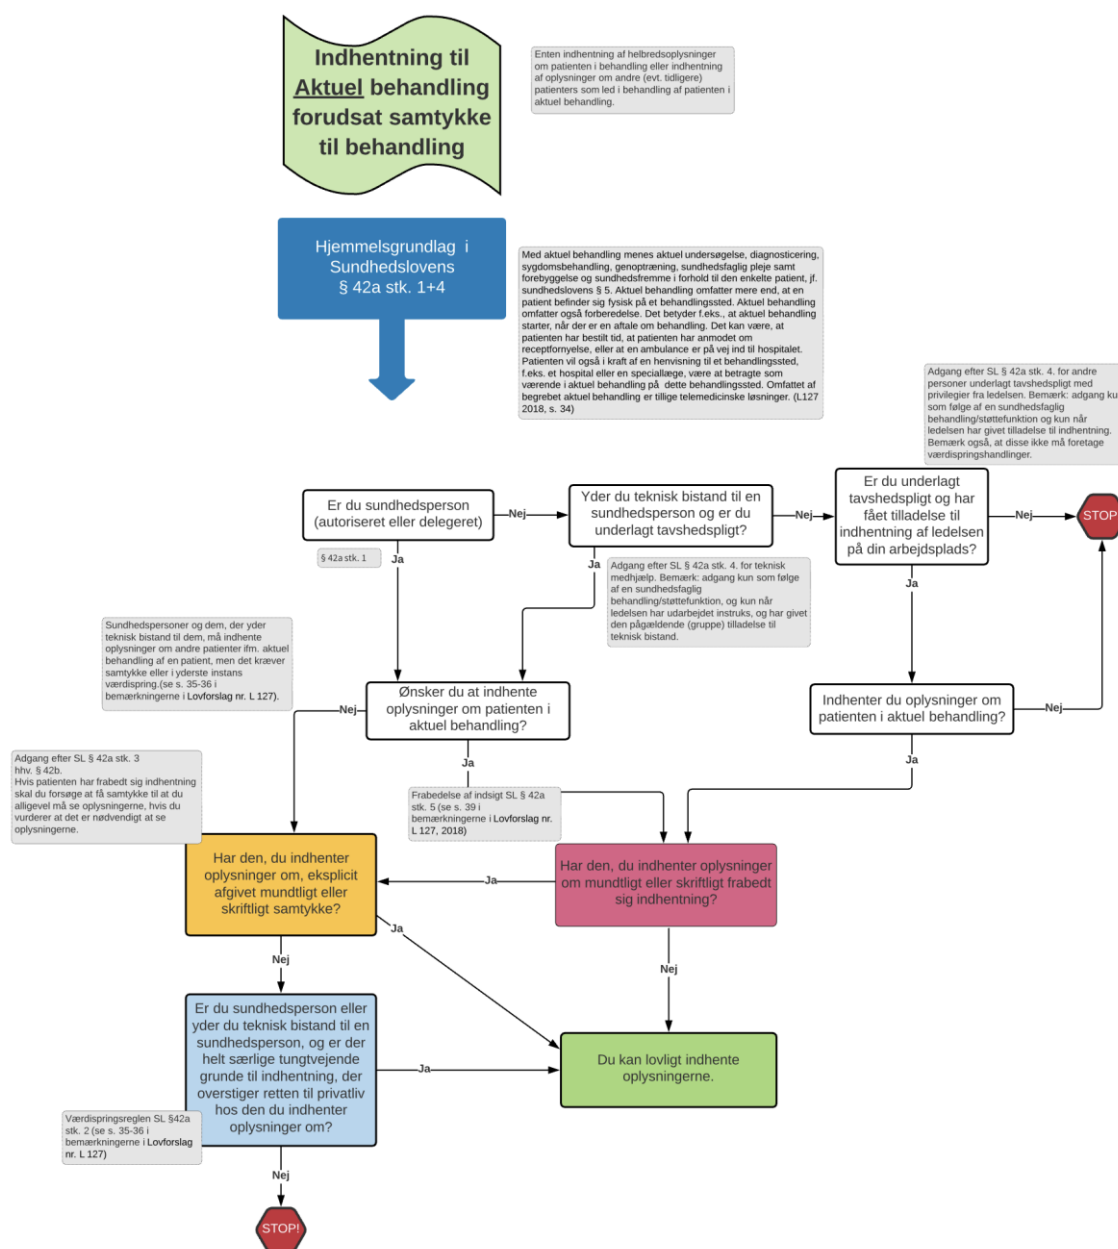 Indhentning til
Aktuel behandling
forudsat samtykke
til behandling
Enten indhentning af helbredsoplysninger
om patienten i behandling eller indhentning
af oplysninger om andre (evt. tidligere)
patienters som led i behandling af patienten i
aktuel behandling.
Hjemmelsgrundlag i
Sundhedslovens
§ 42a stk. 1+4
Med aktuel behandling menes aktuel undersøgelse, diagnosticering,
sygdomsbehandling, genoptræning, sundhedsfaglig pleje samt
forebyggelse og sundhedsfremme i forhold til den enkelte patient, jf.
sundhedslovens § 5. Aktuel behandling omfatter mere end, at en
patient befinder sig fysisk på et behandlingssted. Aktuel behandling
omfatter også forberedelse. Det betyder f.eks., at aktuel behandling
starter, når der er en aftale om behandling. Det kan være, at
patienten har bestilt tid, at patienten har anmodet om
receptfornyelse, eller at en ambulance er på vej ind til hospitalet.
Patienten vil også i kraft af en henvisning til et behandlingssted,
f.eks. et hospital eller en speciallæge, være at betragte som
værende i aktuel behandling på dette behandlingssted. Omfattet af
begrebet aktuel behandling er tillige telemedicinske løsninger. (L127
2018, s. 34)
Adgang efter SL § 42a stk. 4. for andre
personer underlagt tavshedspligt med
privilegier fra ledelsen. Bemærk: adgang ku
som følge af en sundhedsfaglig
behandling/støttefunktion og kun når
ledelsen har givet tilladelse til indhentning.
Bemærk også, at disse ikke må foretage
værdispringshandlinger.
Er du sundhedsperson
(autoriseret eller delegeret)
Nej
Yder du teknisk bistand til en
sundhedsperson og er du
underlagt tavshedspligt?
Nej
Er du underlagt
tavshedspligt og har
fået tilladelse til
indhentning af ledelsen
på din arbejdsplads?
Nej
STOP!
§ 42a stk. 1
Ja
Ja
Adgang efter SL § 42a stk. 4. for teknisk
medhjælp. Bemærk: adgang kun som følge
af en sundhedsfaglig
behandling/støttefunktion, og kun når
ledelsen har udarbejdet instruks, og har givet
den pågældende (gruppe) tilladelse til
teknisk bistand.
Ja
Sundhedspersoner og dem, der yder
teknisk bistand til dem, må indhente
oplysninger om andre patienter ifm. aktuel
behandling af en patient, men det kræver
samtykke eller i yderste instans
værdispring.(se s. 35-36 i
bemærkningerne i Lovforslag nr. L 127).
Ønsker du at indhente
oplysninger om patienten i
aktuel behandling?
Nej
Indhenter du oplysninger om
patienten i aktuel behandling?
Nej
Ja
Ja
Adgang efter SL § 42a stk. 3
hhv. § 42b.
Hvis patienten har frabedt sig indhentning
skal du forsøge at få samtykke til at du
alligevel må se oplysningerne, hvis du
vurderer at det er nødvendigt at se
oplysningerne.
Frabedelse af indsigt SL § 42a
stk. 5 (se s. 39 i
bemærkningerne i Lovforslag nr.
L 127, 2018)
Har den, du indhenter
oplysninger om, eksplicit
afgivet mundtligt eller
skriftligt samtykke?
Ja
Har den, du indhenter oplysninger
om mundtligt eller skriftligt frabedt
sig indhentning?
Ja
Nej
Nej
Er du sundhedsperson eller
yder du teknisk bistand til en
sundhedsperson, og er der
helt særlige tungtvejende
grunde til indhentning, der
overstiger retten til privatliv
hos den du indhenter
oplysninger om?
Ja
Du kan lovligt indhente
oplysningerne.
Værdispringsreglen SL §42a
stk. 2 (se s. 35-36 i
bemærkningerne i Lovforslag
nr. L 127)
Nej
STOP!